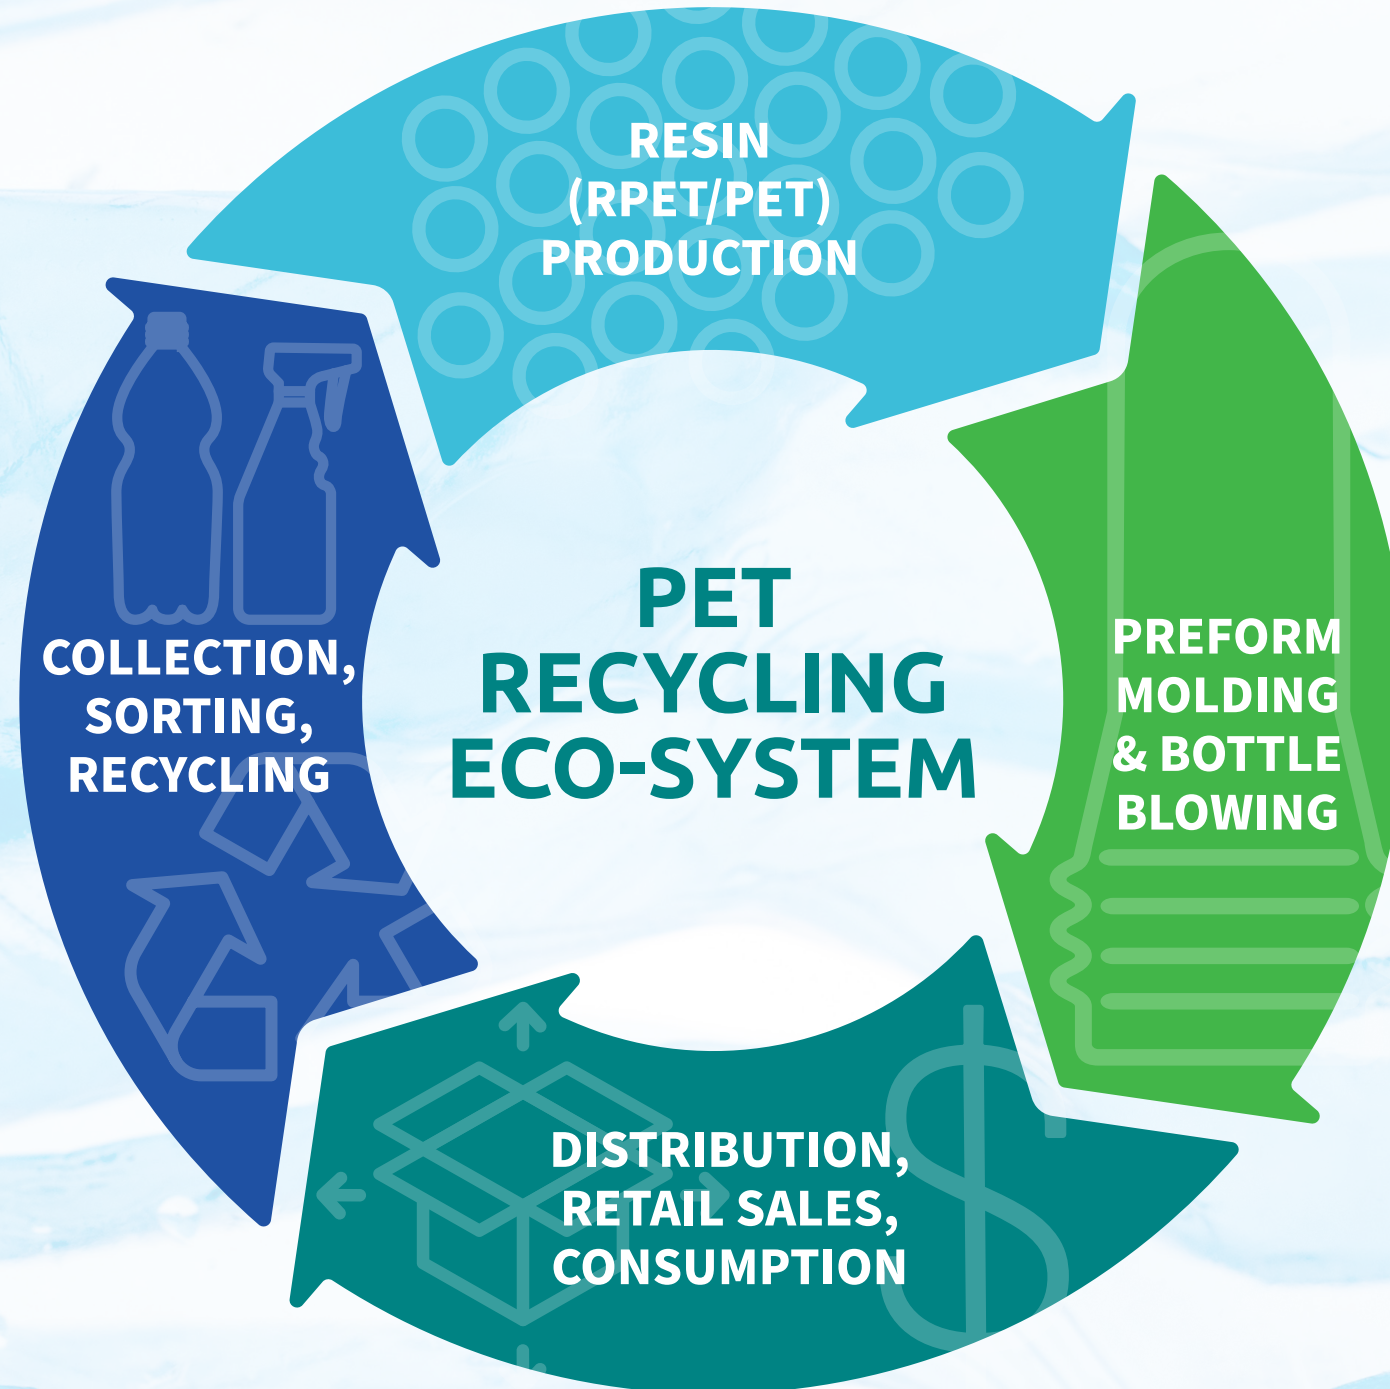 RESIN
(RPET/PET)
PRODUCTION
PREFORM
MOLDING
& BOTTLE
BLOWING
DISTRIBUTION,
RETAIL SALES,
CONSUMPTION
COLLECTION,
SORTING,
RECYCLING
PET
RECYCLING
ECO-SYSTEM